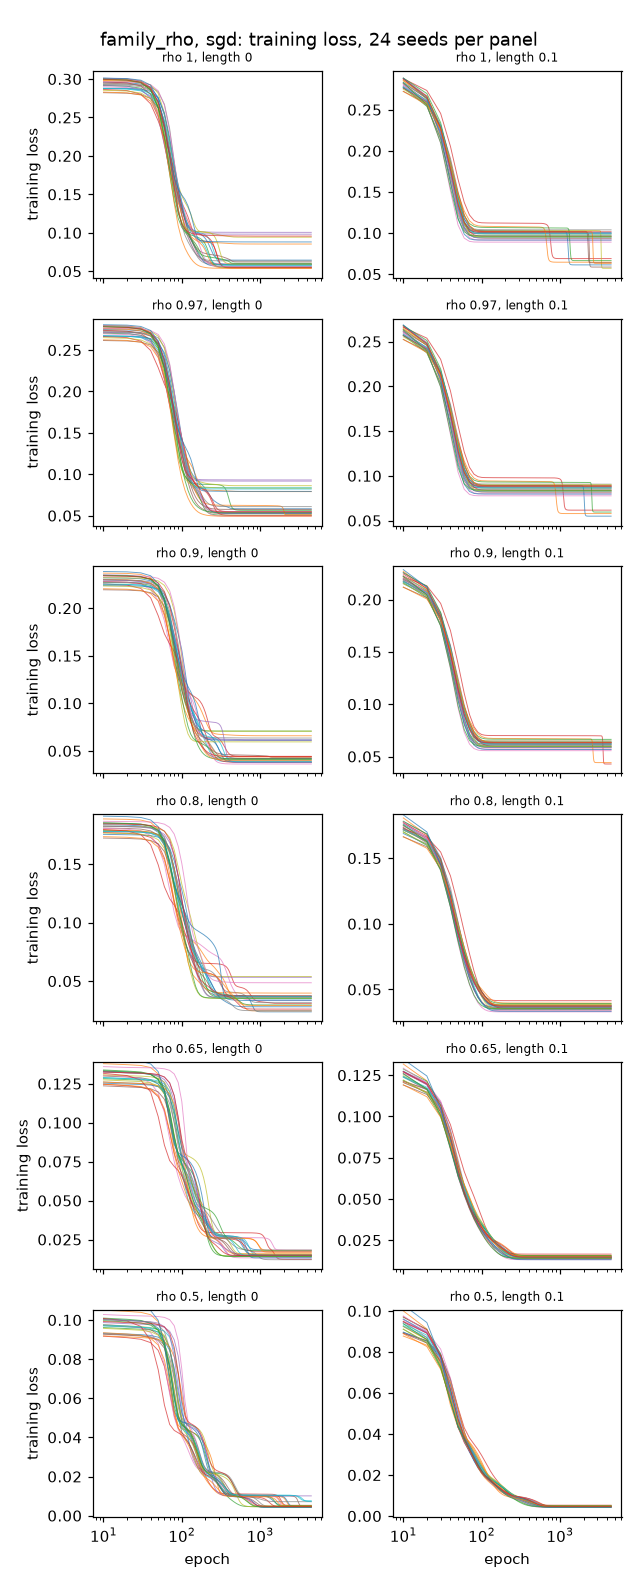 family_rho, sgd: training loss, 24 seeds per panel
rho 1, length 0
rho 1, length 0.1
training loss
0.30
0.25
0.20
0.15
0.10
0.05
0.25
0.20
0.15
0.10
0.05
rho 0.97, length 0
rho 0.97, length 0.1
training loss
0.25
0.20
0.15
0.10
0.05
0.25
0.20
0.15
0.10
0.05
rho 0.9, length 0
rho 0.9, length 0.1
training loss
0.20
0.15
0.10
0.05
0.20
0.15
0.10
0.05
rho 0.8, length 0
rho 0.8, length 0.1
training loss
0.15
0.10
0.05
0.15
0.10
0.05
rho 0.65, length 0
rho 0.65, length 0.1
training loss
0.125
0.100
0.075
0.050
0.025
0.125
0.100
0.075
0.050
0.025
rho 0.5, length 0
rho 0.5, length 0.1
training loss
0.10
0.08
0.06
0.04
0.02
0.00
0.10
0.08
0.06
0.04
0.02
0.00
10¹ 10² 10³
10¹ 10² 10³
epoch
epoch